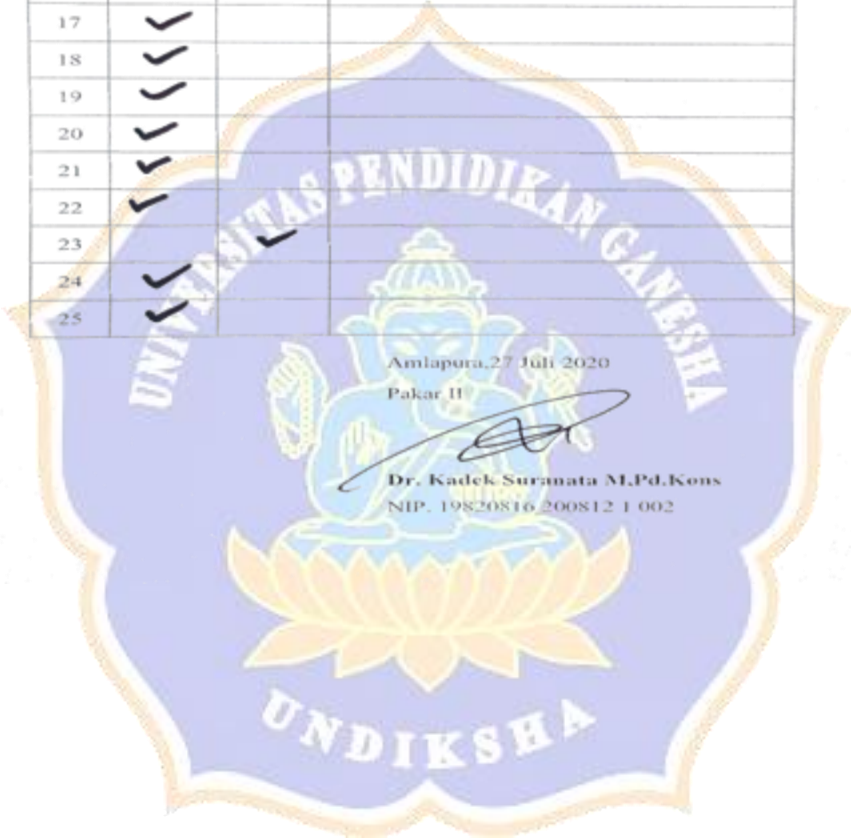 17 ✓
18 ✓
19 ✓
20 ✓
21 ✓
22 ✓
23 ✓
24 ✓
25 ✓
UNIVERSITAS PENDIDIKAN GANESHA
Amlapura,27 Juli 2020
Pakar II
Dr. Kadek Suranata M.Pd.Kons
NIP. 19820816 200812 1 002
UNDIKSHA